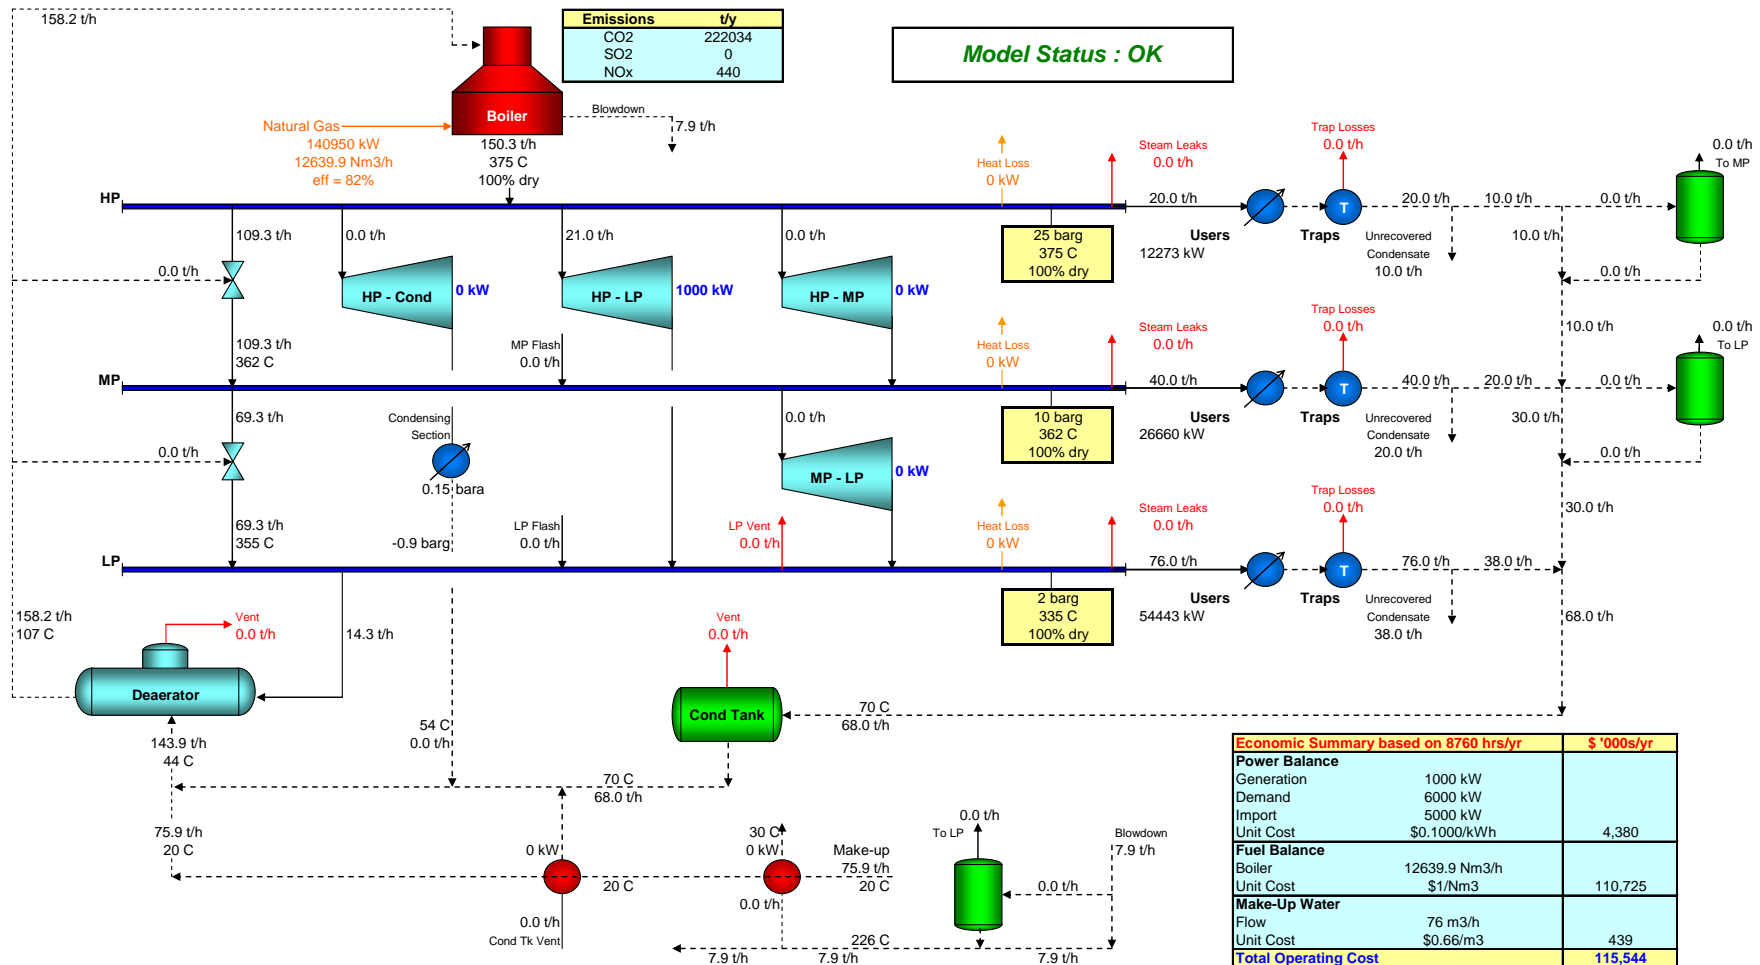 158.2 t/h
Emissions t/y
CO2 222034
SO2 0
NOx 440
Model Status : OK
Boiler
Blowdown
7.9 t/h
Natural Gas
140950 kW
12639.9 Nm3/h
eff = 82%
150.3 t/h
375 C
100% dry
Heat Loss
0 kW
Steam Leaks
0.0 t/h
Trap Losses
0.0 t/h
0.0 t/h
To MP
HP
20.0 t/h
T
20.0 t/h
10.0 t/h
0.0 t/h
109.3 t/h
0.0 t/h
21.0 t/h
0.0 t/h
25 barg
375 C
100% dry
Users
12273 kW
Traps
Unrecovered
Condensate
10.0 t/h
10.0 t/h
0.0 t/h
0.0 t/h
HP - Cond
0 kW
HP - LP
1000 kW
HP - MP
0 kW
109.3 t/h
362 C
MP Flash
0.0 t/h
Heat Loss
0 kW
Steam Leaks
0.0 t/h
Trap Losses
0.0 t/h
10.0 t/h
0.0 t/h
To LP
MP
40.0 t/h
T
40.0 t/h
20.0 t/h
0.0 t/h
69.3 t/h
Condensing
Section
0.0 t/h
10 barg
362 C
100% dry
Users
26660 kW
Traps
Unrecovered
Condensate
20.0 t/h
30.0 t/h
0.0 t/h
0.0 t/h
0.15 bara
MP - LP
0 kW
69.3 t/h
355 C
-0.9 barg
LP Flash
0.0 t/h
LP Vent
0.0 t/h
Heat Loss
0 kW
Steam Leaks
0.0 t/h
Trap Losses
0.0 t/h
30.0 t/h
LP
76.0 t/h
T
76.0 t/h
38.0 t/h
2 barg
335 C
100% dry
Users
54443 kW
Traps
Unrecovered
Condensate
38.0 t/h
68.0 t/h
158.2 t/h
107 C
Vent
0.0 t/h
14.3 t/h
Vent
0.0 t/h
Deaerator
Cond Tank
70 C
68.0 t/h
54 C
0.0 t/h
143.9 t/h
44 C
70 C
68.0 t/h
75.9 t/h
20 C
0 kW
20 C
30 C
0 kW
Make-up
75.9 t/h
20 C
0.0 t/h
To LP
Blowdown
7.9 t/h
0.0 t/h
0.0 t/h
0.0 t/h
Cond Tk Vent
226 C
7.9 t/h
7.9 t/h
7.9 t/h
Economic Summary based on 8760 hrs/yr $ '000s/yr
Power Balance
Generation 1000 kW
Demand 6000 kW
Import 5000 kW
Unit Cost $0.1000/kWh 4,380
Fuel Balance
Boiler 12639.9 Nm3/h
Unit Cost $1/Nm3 110,725
Make-Up Water
Flow 76 m3/h
Unit Cost $0.66/m3 439
Total Operating Cost 115,544